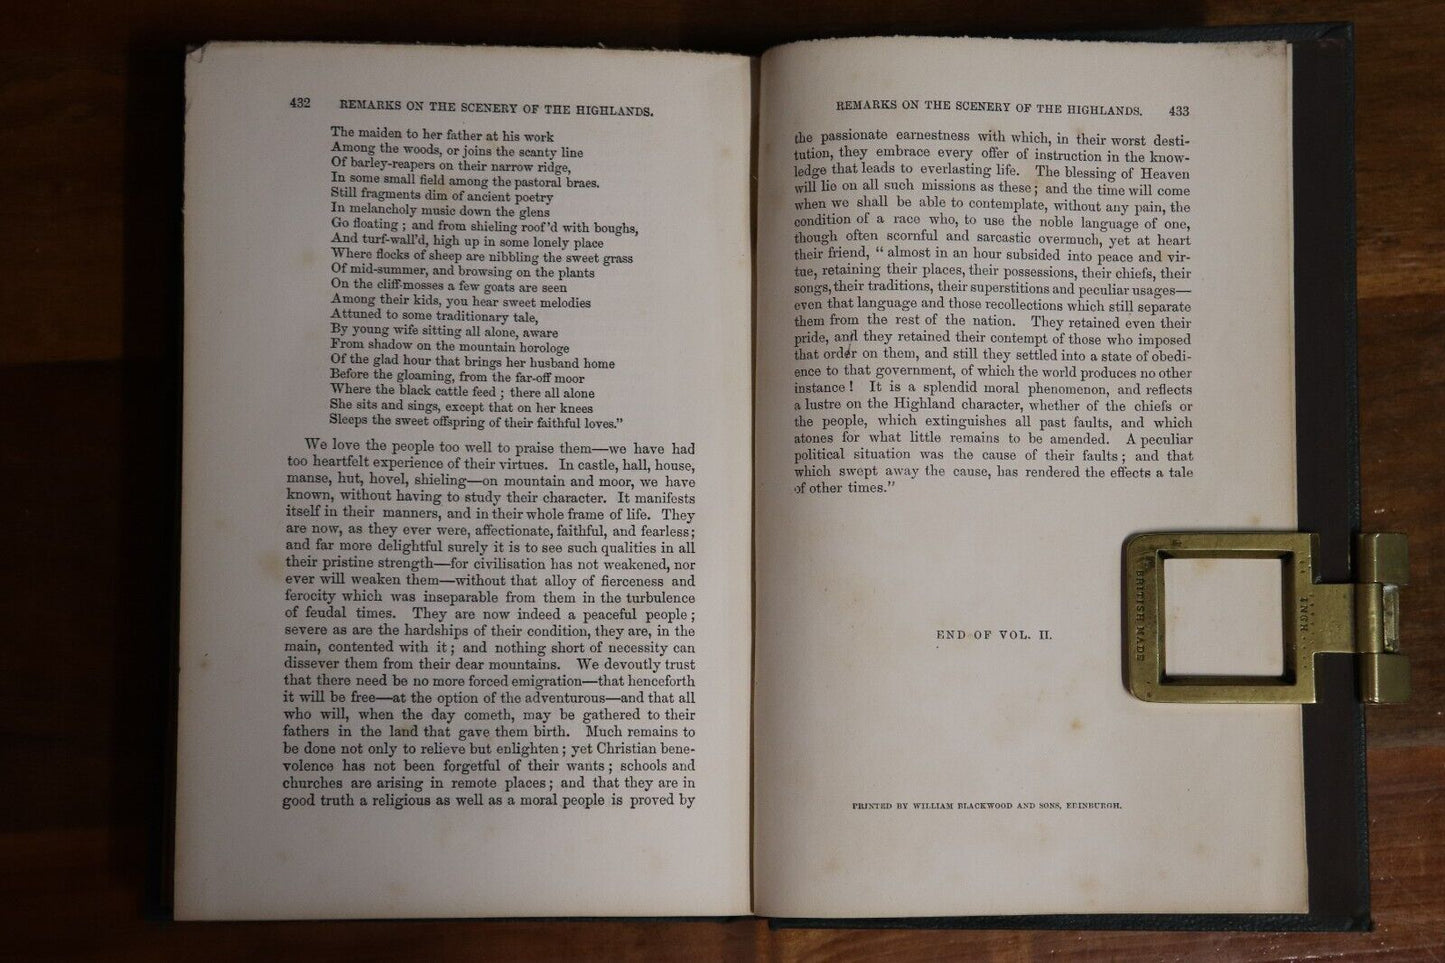 432 REMARKS ON THE SCENERY OF THE HIGHLANDS.
The maiden to her father at his work
Among the woods, or joins the scanty line
Of barley-reapers on their narrow ridge,
In some small field among the pastoral braes.
Still fragments dim of ancient poetry
In melancholy music down the glens
Go floating ; and from shieling roof'd with boughs,
And turf-wall'd, high up in some lonely place
Where flocks of sheep are nibbling the sweet grass
Of mid-summer, and browsing on the plants
On the cliff-mosses a few goats are seen
Among their kids, you hear sweet melodies
Attuned to some traditionary tale,
By young wife sitting all alone, aware
From shadow on the mountain horologe
Of the glad hour that brings her husband home
Before the gloaming, from the far-off moor
Where the black cattle feed ; there all alone
She sits and sings, except that on her knees
Sleeps the sweet offspring of their faithful loves."
We love the people too well to praise them—we have had
too heartfelt experience of their virtues. In castle, hall, house,
manse, hut, hovel, shieling—on mountain and moor, we have
known, without having to study their character. It manifests
itself in their manners, and in their whole frame of life. They
are now, as they ever were, affectionate, faithful, and fearless ;
and far more delightful surely it is to see such qualities in all
their pristine strength—for civilisation has not weakened, nor
ever will weaken them—without that alloy of fierceness and
ferocity which was inseparable from them in the turbulence
of feudal times. They are now indeed a peaceful people ;
severe as are the hardships of their condition, they are, in the
main, contented with it ; and nothing short of necessity can
dissever them from their dear mountains. We devoutly trust
that there need be no more forced emigration—that henceforth
it will be free—at the option of the adventurous—and that all
who will, when the day cometh, may be gathered to their
fathers in the land that gave them birth. Much remains to
be done not only to relieve but enlighten ; yet Christian bene-
volence has not been forgetful of their wants ; schools and
churches are arising in remote places ; and that they are in
good truth a religious as well as a moral people is proved by
REMARKS ON THE SCENERY OF THE HIGHLANDS. 433
the passionate earnestness with which, in their worst desti-
tution, they embrace every offer of instruction in the know-
ledge that leads to everlasting life. The blessing of Heaven
will lie on all such missions as these ; and the time will come
when we shall be able to contemplate, without any pain, the
condition of a race who, to use the noble language of one,
though often scornful and sarcastic overmuch, yet at heart
their friend, " almost in an hour subsided into peace and vir-
tue, retaining their places, their possessions, their chiefs, their
songs, their traditions, their superstitions and peculiar usages—
even that language and those recollections which still separate
them from the rest of the nation. They retained even their
pride, and they retained their contempt of those who imposed
that order on them, and still they settled into a state of obedi-
ence to that government, of which the world produces no other
instance ! It is a splendid moral phenomenon, and reflects
a lustre on the Highland character, whether of the chiefs or
the people, which extinguishes all past faults, and which
atones for what little remains to be amended. A peculiar
political situation was the cause of their faults ; and that
which swept away the cause, has rendered the effects a tale
of other times."
END OF VOL. II.
PRINTED BY WILLIAM BLACKWOOD AND SONS, EDINBURGH.
BRITISH MADE
1 INCH